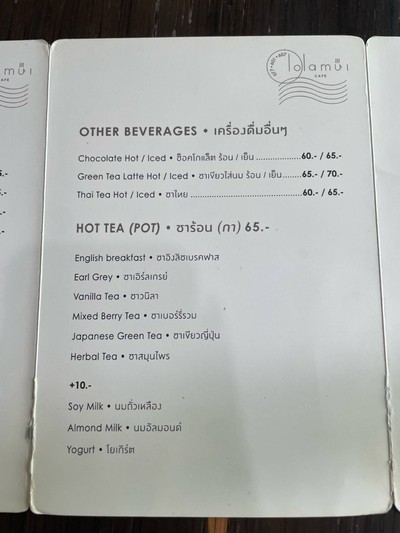 lolamui
CAFE
OTHER BEVERAGES • เครื่องดื่มอื่นๆ
Chocolate Hot / Iced • ช็อคโกแล็ต ร้อน / เย็น ..................60.- / 65.-
Green Tea Latte Hot / Iced • ชาเขียวใส่นม ร้อน / เย็น........65.- / 70.-
Thai Tea Hot / Iced • ชาไทย ............................................60.- / 65.-
HOT TEA (POT) • ชาร้อน (กา) 65.-
English breakfast • ชาอิงลิชเบรคฟาส
Earl Grey • ชาเอิร์ลเกรย์
Vanilla Tea • ชาวนิลา
Mixed Berry Tea • ชาเบอร์รี่รวม
Japanese Green Tea • ชาเขียวญี่ปุ่น
Herbal Tea • ชาสมุนไพร
+10.-
Soy Milk • นมถั่วเหลือง
Almond Milk • นมอัลมอนด์
Yogurt • โยเกิร์ต